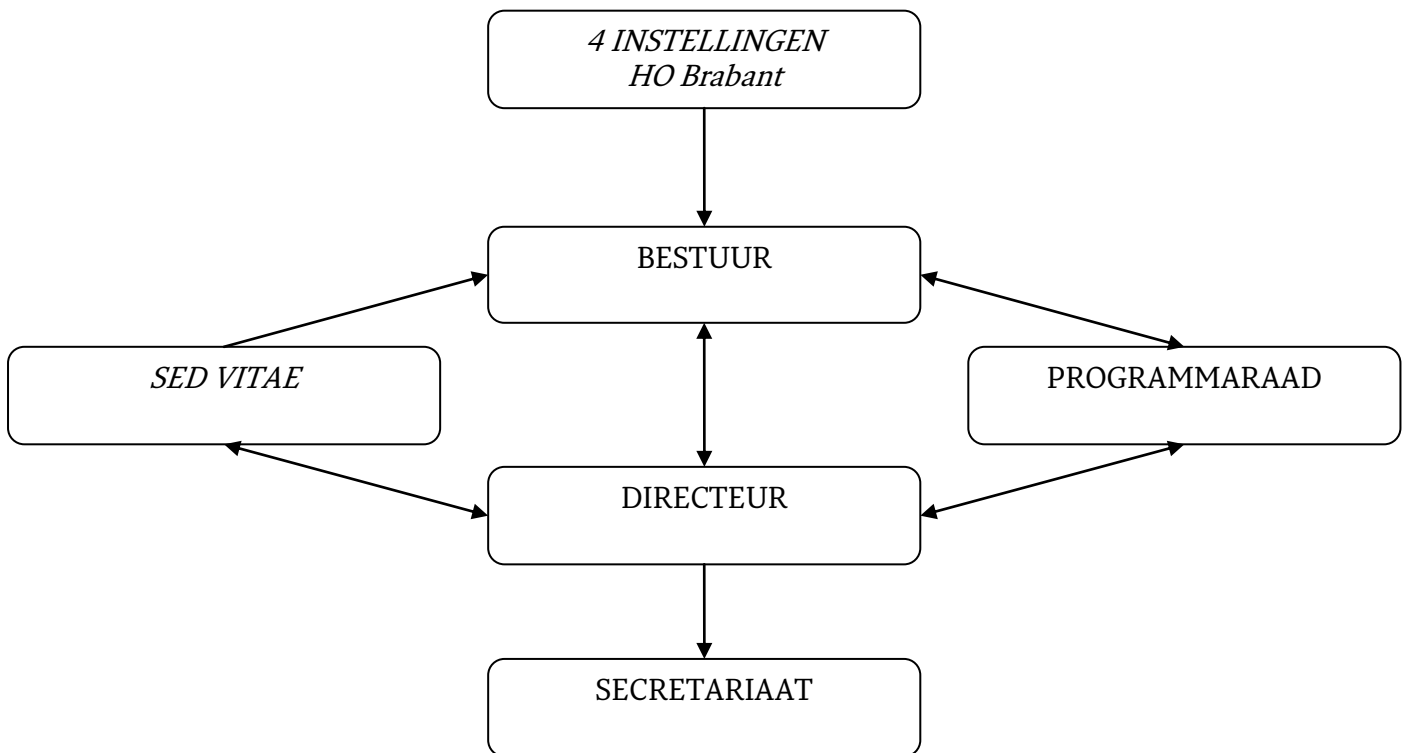 4 INSTELLINGEN
HO Brabant
BESTUUR
SED VITAE
PROGRAMMARAAD
DIRECTEUR
SECRETARIAAT